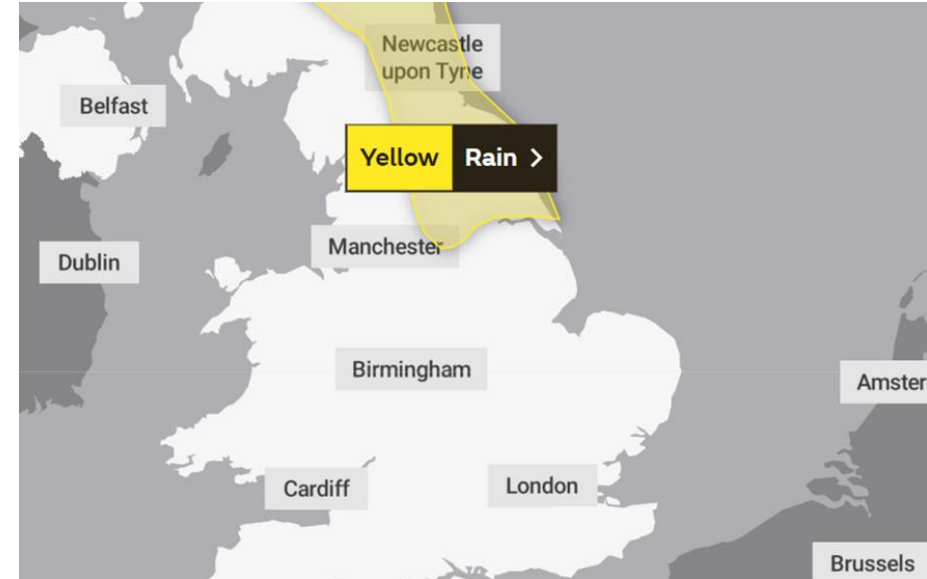 Newcastle
upon Tyne
Belfast
Yellow Rain >
Manchester
Dublin
Birmingham
Amster
Cardiff
London
Brussels